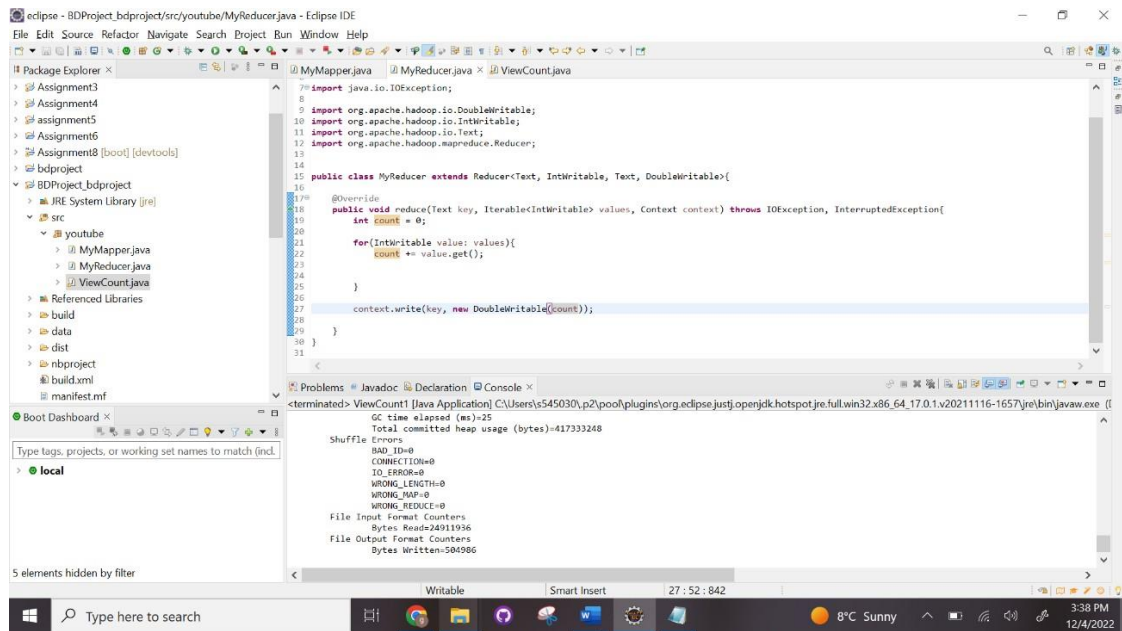 eclipse - BDProject_bdproject/src/youtube/MyReducer.java - Eclipse IDE
File Edit Source Refactor Navigate Search Project Run Window Help
Package Explorer ×
Assignment3
Assignment4
assignment5
Assignment6
Assignment8 [boot] [devtools]
bdproject
BDProject_bdproject
JRE System Library [jre]
src
youtube
MyMapper.java
MyReducer.java
ViewCount.java
Referenced Libraries
build
data
dist
nbproject
build.xml
manifest.mf
Boot Dashboard ×
Type tags, projects, or working set names to match (incl.
local
5 elements hidden by filter
MyMapper.java MyReducer.java × ViewCount.java
7 import java.io.IOException;
8
9 import org.apache.hadoop.io.DoubleWritable;
10 import org.apache.hadoop.io.IntWritable;
11 import org.apache.hadoop.io.Text;
12 import org.apache.hadoop.mapreduce.Reducer;
13
14
15 public class MyReducer extends Reducer<Text, IntWritable, Text, DoubleWritable>{
16
17 @Override
18 public void reduce(Text key, Iterable<IntWritable> values, Context context) throws IOException, InterruptedException{
19 int count = 0;
20
21 for(IntWritable value: values){
22 count += value.get();
23
24
25 }
26
27 context.write(key, new DoubleWritable(count));
28
29 }
30 }
31
Problems Javadoc Declaration Console ×
<terminated> ViewCount1 [Java Application] C:\Users\s545030\.p2\pool\plugins\org.eclipse.justj.openjdk.hotspot.jre.full.win32.x86_64_17.0.1.v20211116-1657\jre\bin\javaw.exe
GC time elapsed (ms)=25
Total committed heap usage (bytes)=417333248
Shuffle Errors
BAD_ID=0
CONNECTION=0
IO_ERROR=0
WRONG_LENGTH=0
WRONG_MAP=0
WRONG_REDUCE=0
File Input Format Counters
Bytes Read=24911936
File Output Format Counters
Bytes Written=504986
Writable Smart Insert 27 : 52 : 842
Type here to search
8°C Sunny
3:38 PM
12/4/2022